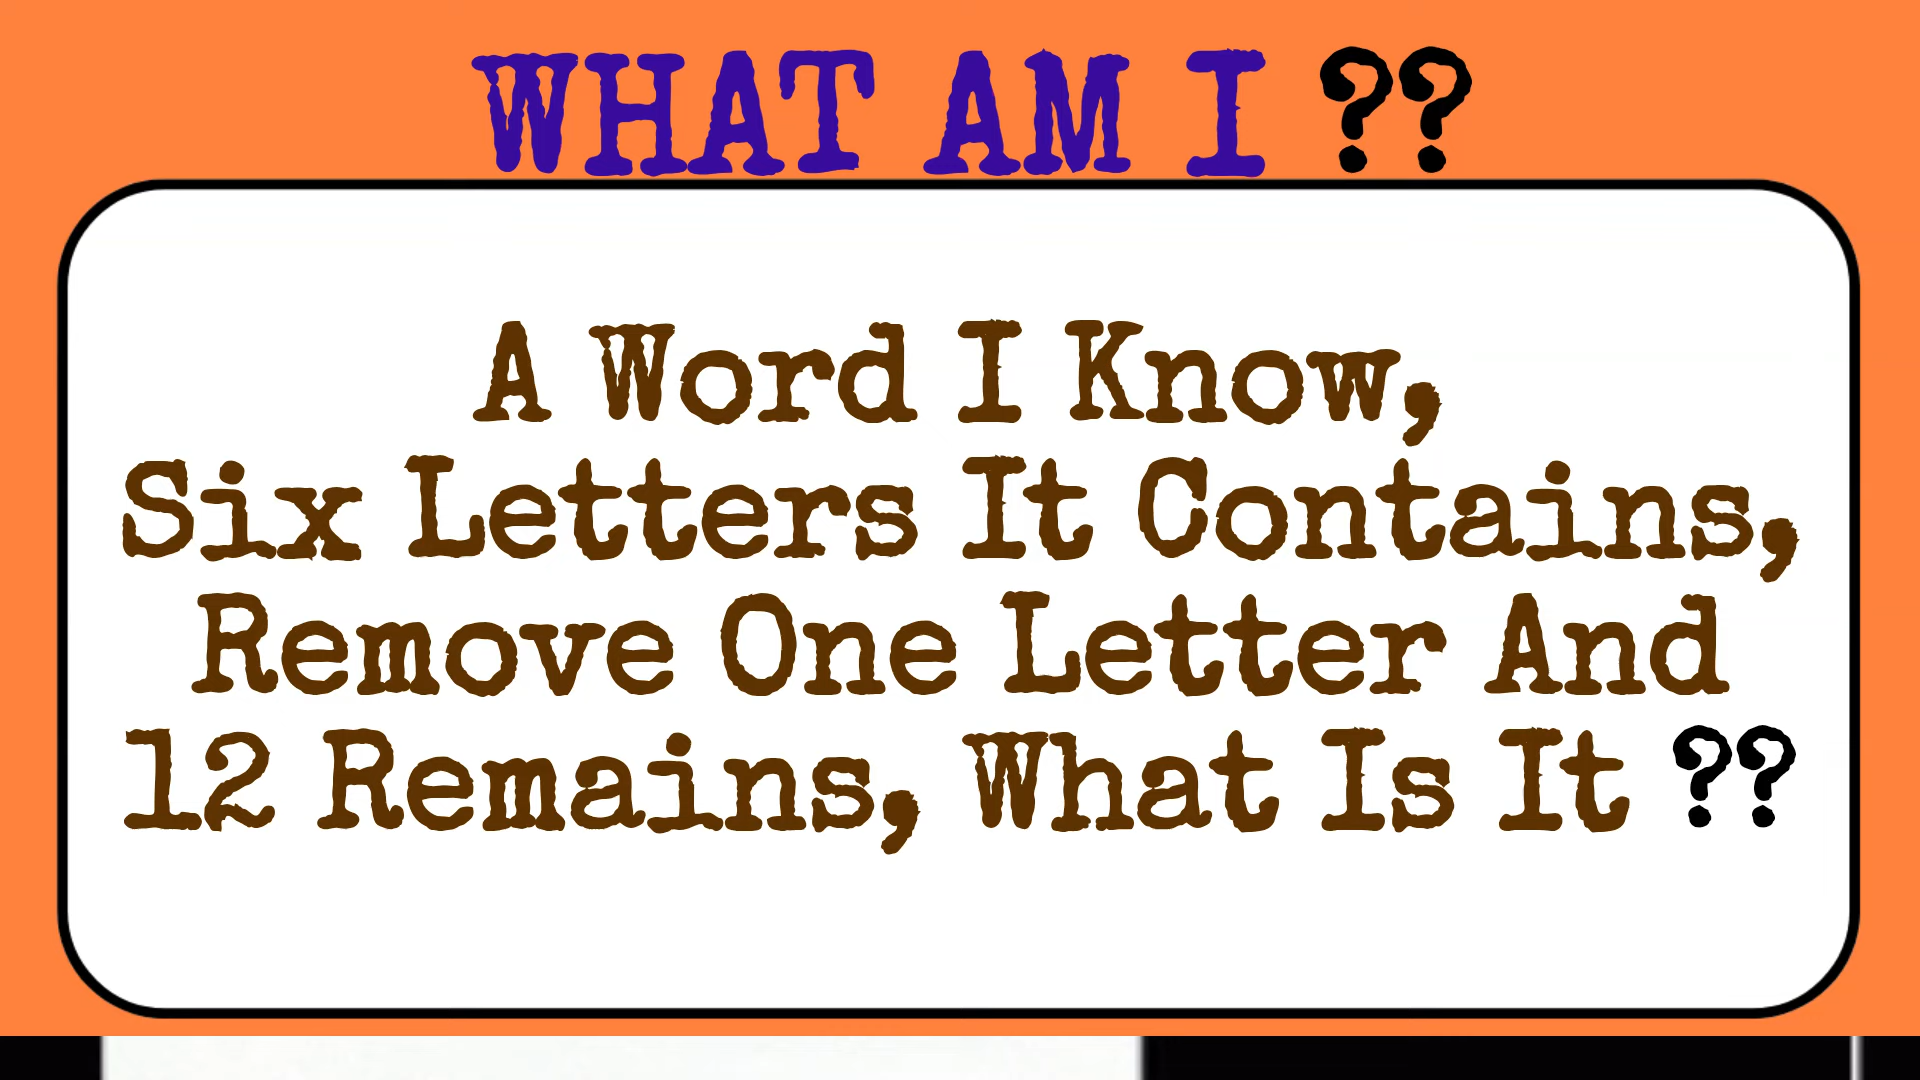 WHAT AM I ??
A Word I Know,
Six Letters It Contains,
Remove One Letter And
12 Remains, What Is It ??